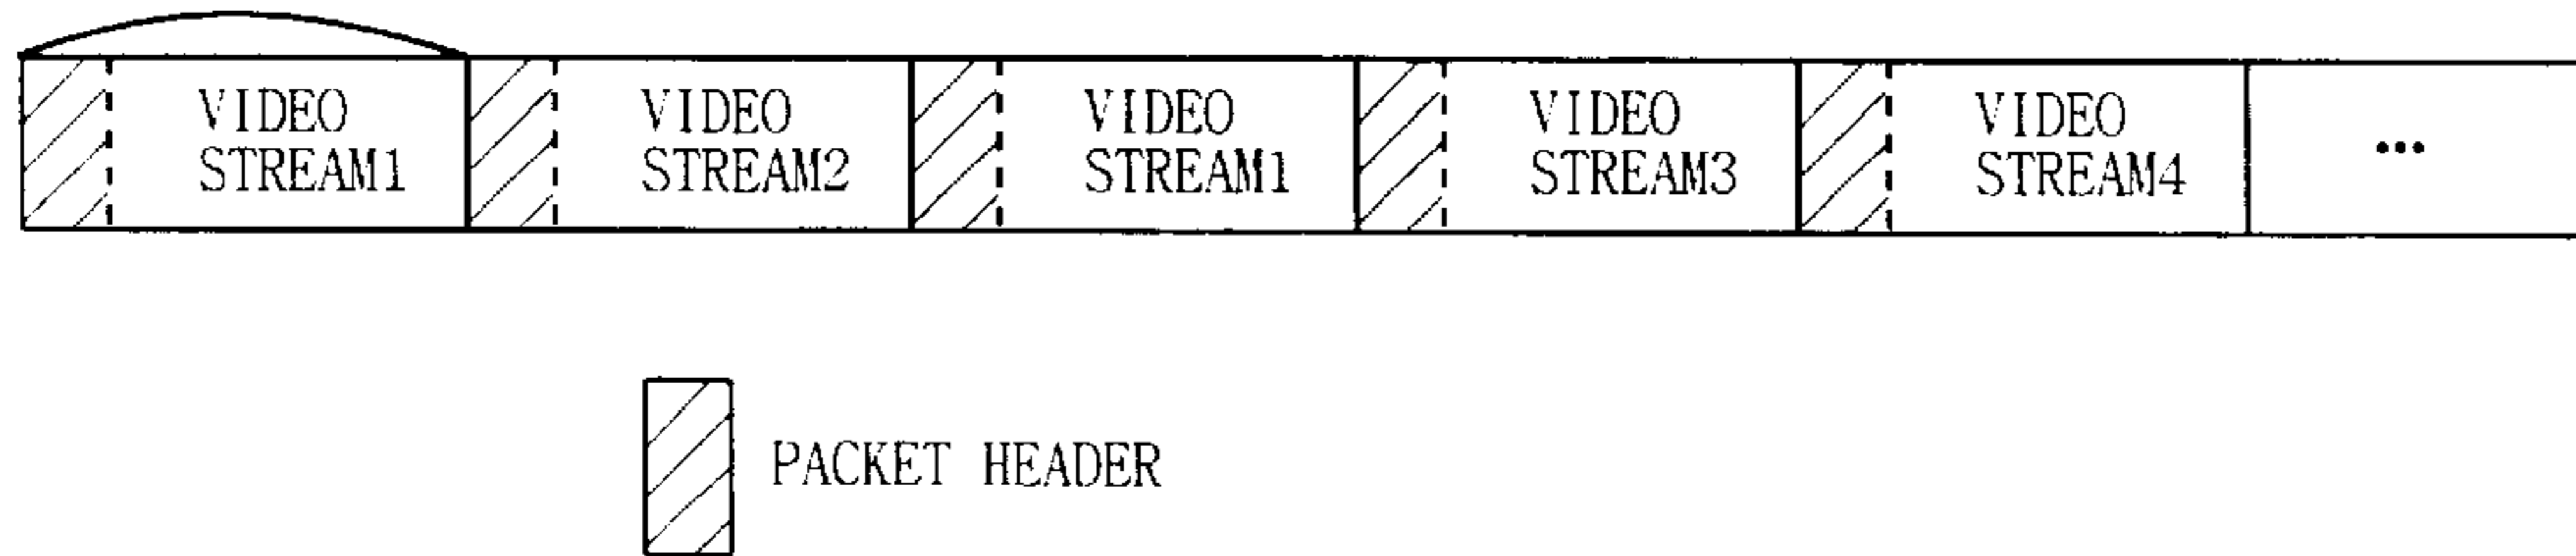 VIDEO
STREAM1
VIDEO
STREAM2
VIDEO
STREAM1
VIDEO
STREAM3
VIDEO
STREAM4
...
PACKET HEADER